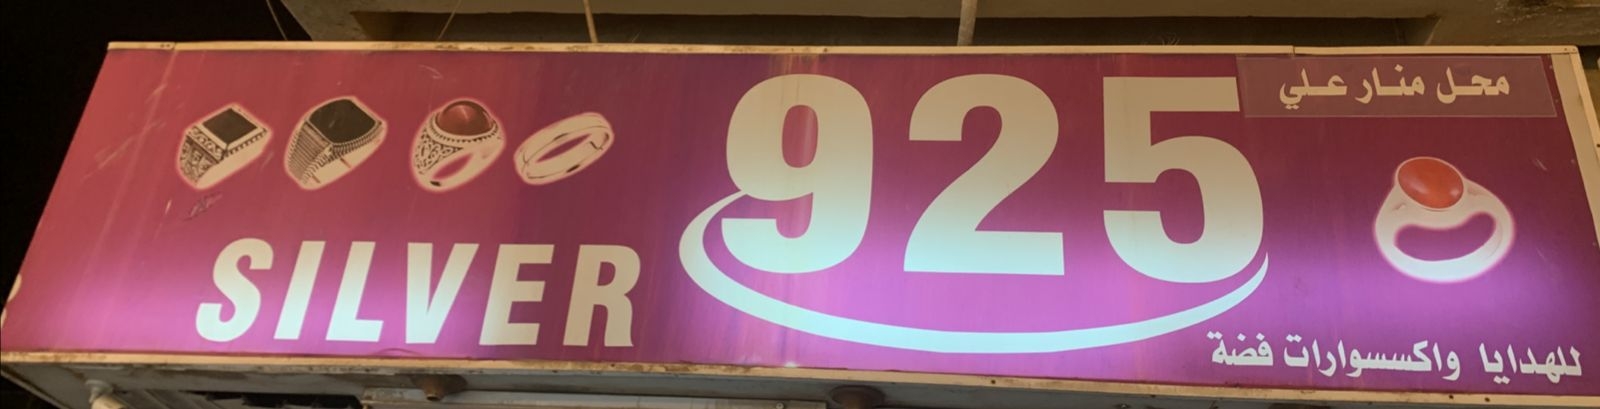 محل منار علي
SILVER 925
للهدايا واكسسوارات فضة